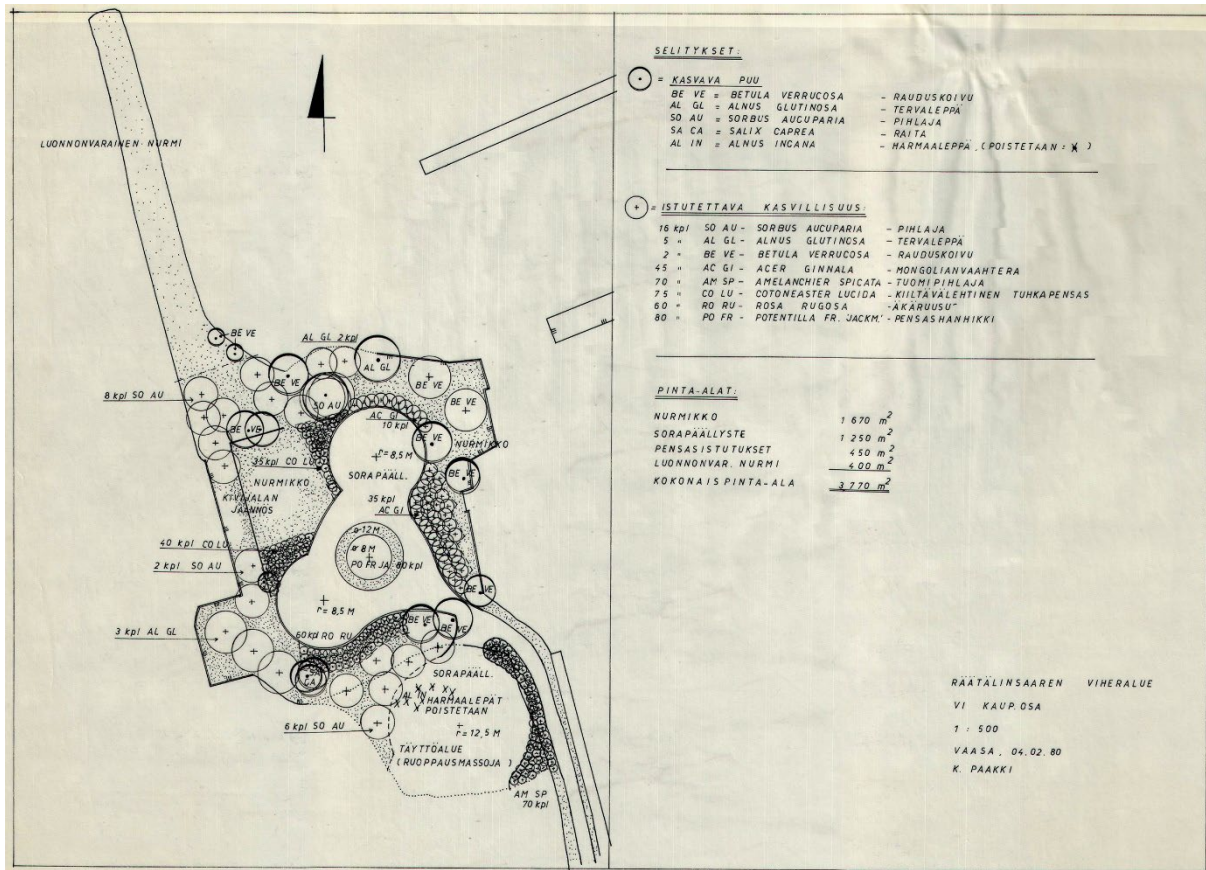 LUONNONVARAINEN NURMI
BE VE
AL GL 2 kpl
AL GL
BE VE
BE VE
8 kpl SO AU
SO AU
BE VE
BE VE
AC GI
10 kpl
BE VE
NURMIKKO
r=8,5 M
35 kpl CO LU
SORAPÄÄLL.
BE VE
NURMIKKO
KIVIJALAN
JÄÄNNÖS
35 kpl
AC GI
ø 12 M
40 kpl CO LU
ø 8 M
2 kpl SO AU
PO FR JA 80 kpl
BE VE
r= 8,5 M
BE VE
BE VE
3 kpl AL GL
60 kpl RO RU
SA
CA
SORAPÄÄLL.
AL IN
HARMAALEPÄT
POISTETAAN
6 kpl SO AU
r= 12,5 M
TÄYTTÖALUE
(RUOPPAUSMASSOJA)
AM SP
70 kpl
SELITYKSET:
= KASVAVA PUU
BE VE = BETULA VERRUCOSA - RAUDUSKOIVU
AL GL = ALNUS GLUTINOSA - TERVALEPPÄ
SO AU = SORBUS AUCUPARIA - PIHLAJA
SA CA = SALIX CAPREA - RAITA
AL IN = ALNUS INCANA - HARMAALEPPÄ, (POISTETAAN = X)
= ISTUTETTAVA KASVILLISUUS:
16 kpl SO AU - SORBUS AUCUPARIA - PIHLAJA
5 " AL GL - ALNUS GLUTINOSA - TERVALEPPÄ
2 " BE VE - BETULA VERRUCOSA - RAUDUSKOIVU
45 " AC GI - ACER GINNALA - MONGOLIANVAAHTERA
70 " AM SP - AMELANCHIER SPICATA - TUOMIPIHLAJA
75 " CO LU - COTONEASTER LUCIDA - KIILTÄVÄLEHTINEN TUHKAPENSAS
60 " RO RU - ROSA RUGOSA - "ÄKÄRUUSU"
80 " PO FR - POTENTILLA FR. 'JACKM.' - PENSASHANHIKKI
PINTA-ALAT:
NURMIKKO 1 670 m²
SORAPÄÄLLYSTE 1 250 m²
PENSASISTUTUKSET 450 m²
LUONNONVAR. NURMI 400 m²
KOKONAISPINTA-ALA 3 770 m²
RÄÄTÄLINSAAREN VIHERALUE
VI KAUP.OSA
1 : 500
VAASA, 04.02.80
K. PAAKKI